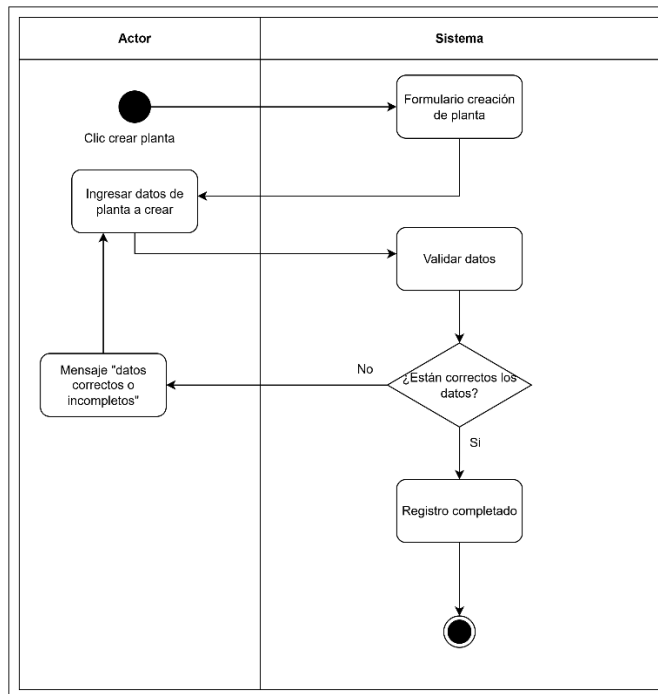 Actor
Sistema
Formulario creación
de planta
Clic crear planta
Ingresar datos de
planta a crear
Validar datos
Mensaje "datos
correctos o
incompletos"
No
¿Están correctos los
datos?
Si
Registro completado